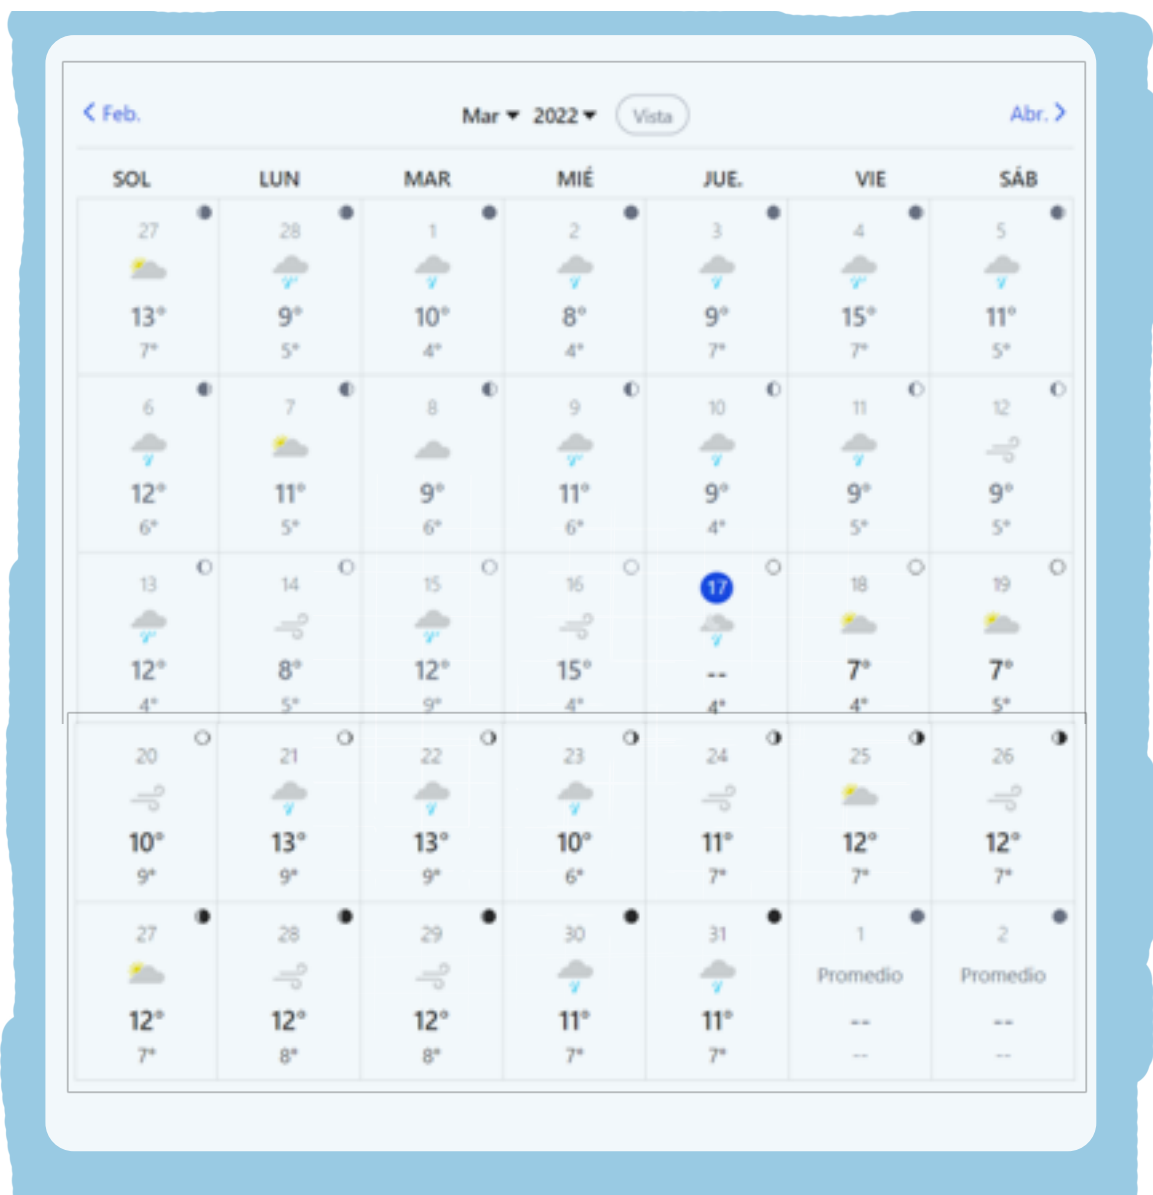 Feb. Mar 2022 Vista Abr.
SOL LUN MAR MIÉ JUE. VIE SÁB
27 28 1 2 3 4 5
13° 9° 10° 8° 9° 15° 11°
7° 5° 4° 4° 7° 7° 5°
6 7 8 9 10 11 12
12° 11° 9° 11° 9° 9° 9°
6° 5° 6° 6° 4° 5° 5°
13 14 15 16 17 18 19
12° 8° 12° 15° -- 7° 7°
4° 5° 9° 4° 4° 4° 5°
20 21 22 23 24 25 26
10° 13° 13° 10° 11° 12° 12°
9° 9° 9° 6° 7° 7° 7°
27 28 29 30 31 1 2
Promedio Promedio
12° 12° 12° 11° 11° -- --
7° 8° 8° 7° 7° -- --